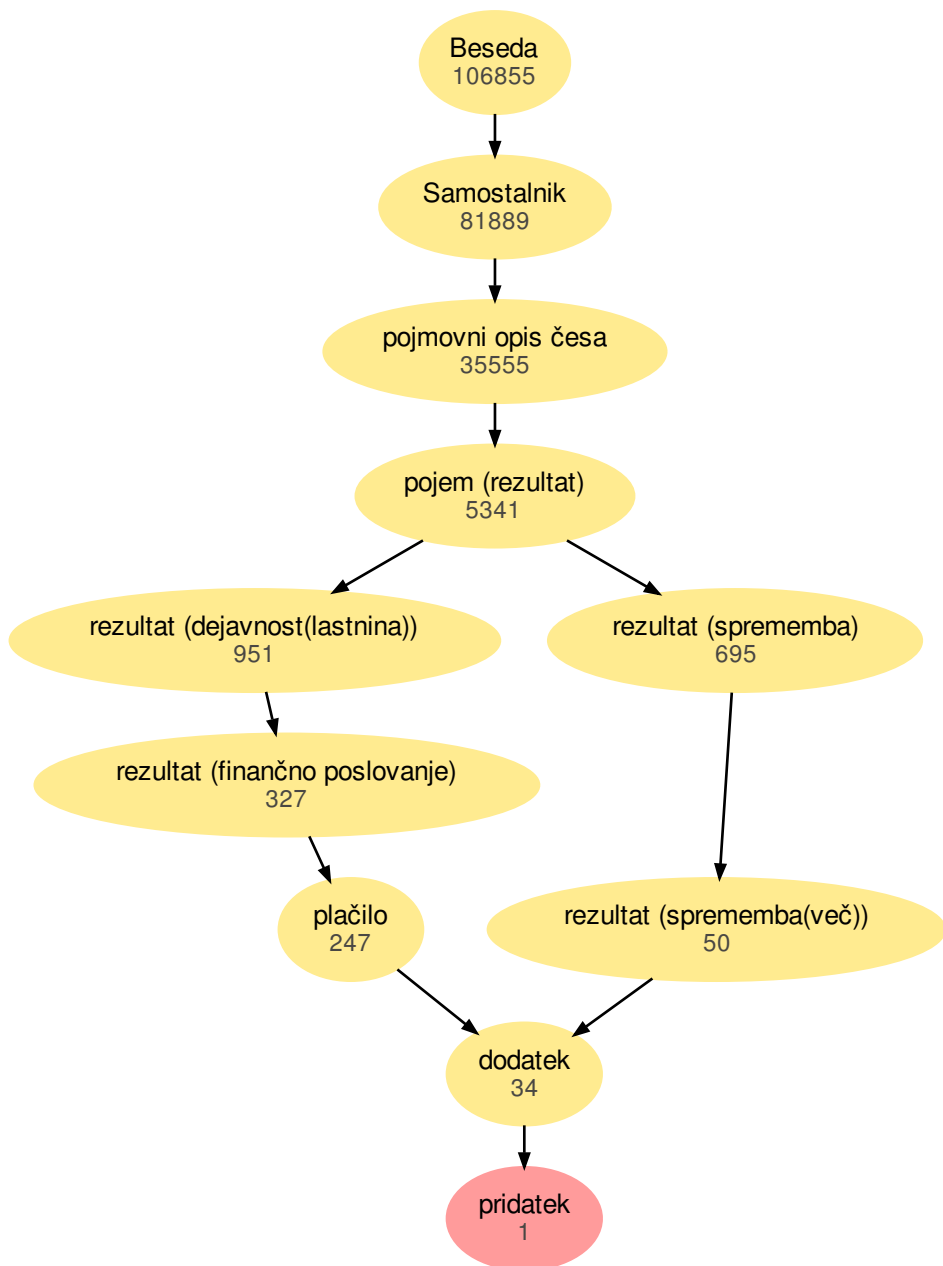 Beseda
106855
Samostalnik
81889
pojmovni opis česa
35555
pojem (rezultat)
5341
rezultat (dejavnost(lastnina))
951
rezultat (sprememba)
695
rezultat (finančno poslovanje)
327
plačilo
247
rezultat (sprememba(več))
50
dodatek
34
pridatek
1